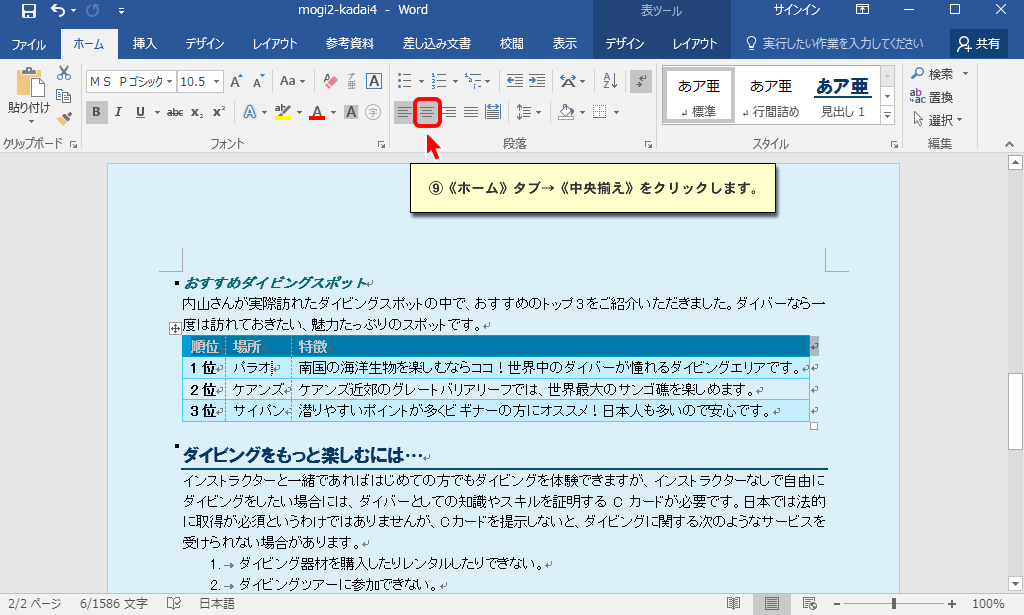 mogi2-kadai4 - Word
表ツール
サインイン
ファイル ホーム 挿入 デザイン レイアウト 参考資料 差し込み文書 校閲 表示 デザイン レイアウト 実行したい作業を入力してください 共有
貼り付け
ＭＳ Ｐゴシック 10.5 Aa
B I U abc x₂ x² A A A 字
あア亜 あア亜 あア亜
標準 行間詰め 見出し 1
検索
置換
選択
クリップボード フォント 段落 スタイル 編集
⑨《ホーム》タブ→《中央揃え》をクリックします。
おすすめダイビングスポット
内山さんが実際訪れたダイビングスポットの中で、おすすめのトップ３をご紹介いただきました。ダイバーなら一
度は訪れておきたい、魅力たっぷりのスポットです。
順位 場所 特徴
1 位 パラオ 南国の海洋生物を楽しむならココ！世界中のダイバーが憧れるダイビングエリアです。
2 位 ケアンズ ケアンズ近郊のグレートバリアリーフでは、世界最大のサンゴ礁を楽しめます。
3 位 サイパン 潜りやすいポイントが多くビギナーの方にオススメ！日本人も多いので安心です。
ダイビングをもっと楽しむには…
インストラクターと一緒であればはじめての方でもダイビングを体験できますが、インストラクターなしで自由に
ダイビングをしたい場合には、ダイバーとしての知識やスキルを証明する C カードが必要です。日本では法的
に取得が必須というわけではありませんが、Cカードを提示しないと、ダイビングに関する次のようなサービスを
受けられない場合があります。
1. → ダイビング器材を購入したりレンタルしたりできない。
2. → ダイビングツアーに参加できない。
2/2 ページ 6/1586 文字 日本語 100%